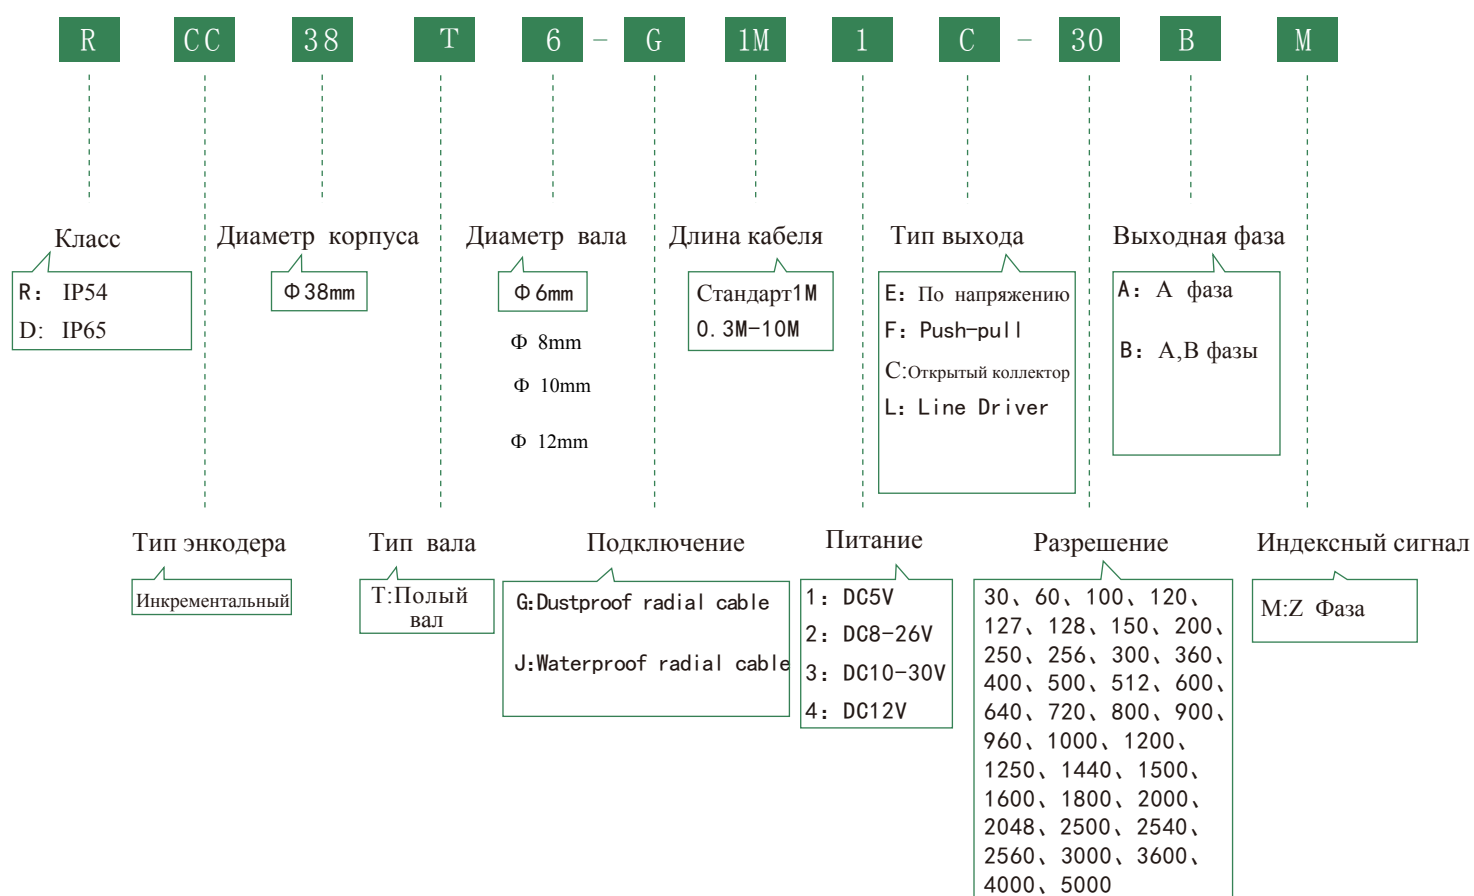 R CC 38 T 6 - G 1M 1 C - 30 B M
Класс
R: IP54
D: IP65
Диаметр корпуса
Φ38mm
Диаметр вала
Φ6mm
Φ 8mm
Φ 10mm
Φ 12mm
Длина кабеля
Стандарт1M
0.3M-10M
Тип выхода
E: По напряжению
F: Push-pull
C:Открытый коллектор
L: Line Driver
Выходная фаза
A: А фаза
B: А,В фазы
Тип энкодера
Инкрементальный
Тип вала
T:Полый
вал
Подключение
G:Dustproof radial cable
J:Waterproof radial cable
Питание
1: DC5V
2: DC8-26V
3: DC10-30V
4: DC12V
Разрешение
30、60、100、120、
127、128、150、200、
250、256、300、360、
400、500、512、600、
640、720、800、900、
960、1000、1200、
1250、1440、1500、
1600、1800、2000、
2048、2500、2540、
2560、3000、3600、
4000、5000
Индексный сигнал
M:Z Фаза